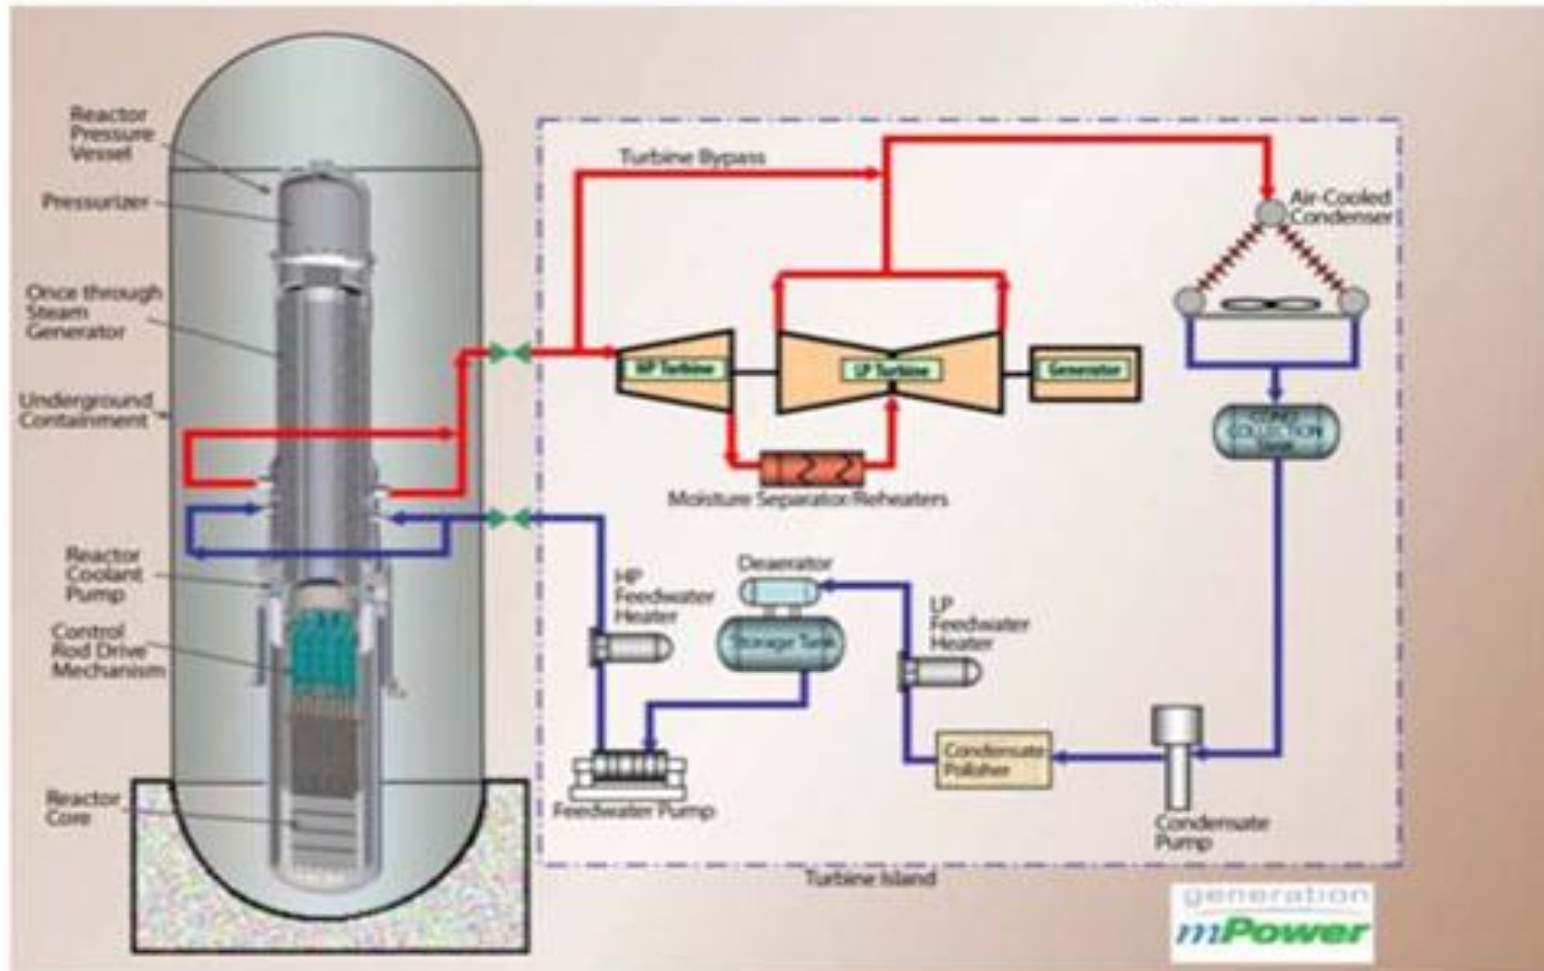 Reactor
Pressure
Vessel
Pressurizer
Once through
Steam
Generator
Underground
Containment
Reactor
Coolant
Pump
Control
Rod Drive
Mechanism
Reactor
Core
Turbine Bypass
Air-Cooled
Condenser
HP Turbine
LP Turbine
Generator
COLLECTION
Moisture Separator/Reheaters
HP
Feedwater
Heater
Deaerator
Storage Tank
LP
Feedwater
Heater
Condensate
Polisher
Feedwater Pump
Condensate
Pump
Turbine Island
generation
mPower